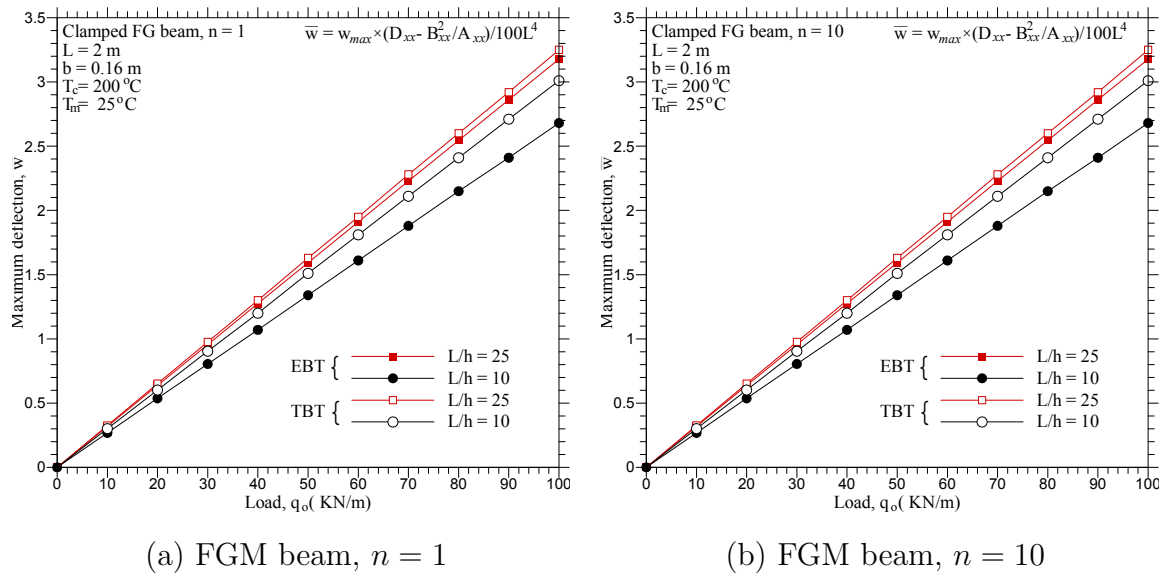 Clamped FG beam, n = 1
w̅ = w_max×(D_xx - B²_xx/A_xx)/100L⁴
L = 2 m
b = 0.16 m
T_c= 200 °C
T_m= 25°C
Maximum deflection, w̅
3.5
3
2.5
2
1.5
1
0.5
0
EBT {
L/h = 25
L/h = 10
TBT {
L/h = 25
L/h = 10
0 10 20 30 40 50 60 70 80 90 100
Load, q_o( KN/m)
(a) FGM beam, n = 1
Clamped FG beam, n = 10
w̅ = w_max×(D_xx - B²_xx/A_xx)/100L⁴
L = 2 m
b = 0.16 m
T_c= 200 °C
T_m= 25°C
Maximum deflection, w̅
3.5
3
2.5
2
1.5
1
0.5
0
EBT {
L/h = 25
L/h = 10
TBT {
L/h = 25
L/h = 10
0 10 20 30 40 50 60 70 80 90 100
Load, q_o( KN/m)
(b) FGM beam, n = 10